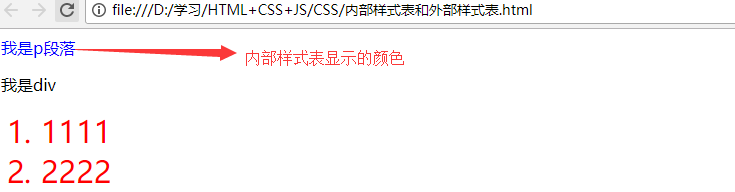 file:///D:/学习/HTML+CSS+JS/CSS/内部样式表和外部样式表.html
我是p段落
内部样式表显示的颜色
我是div
1. 1111
2. 2222